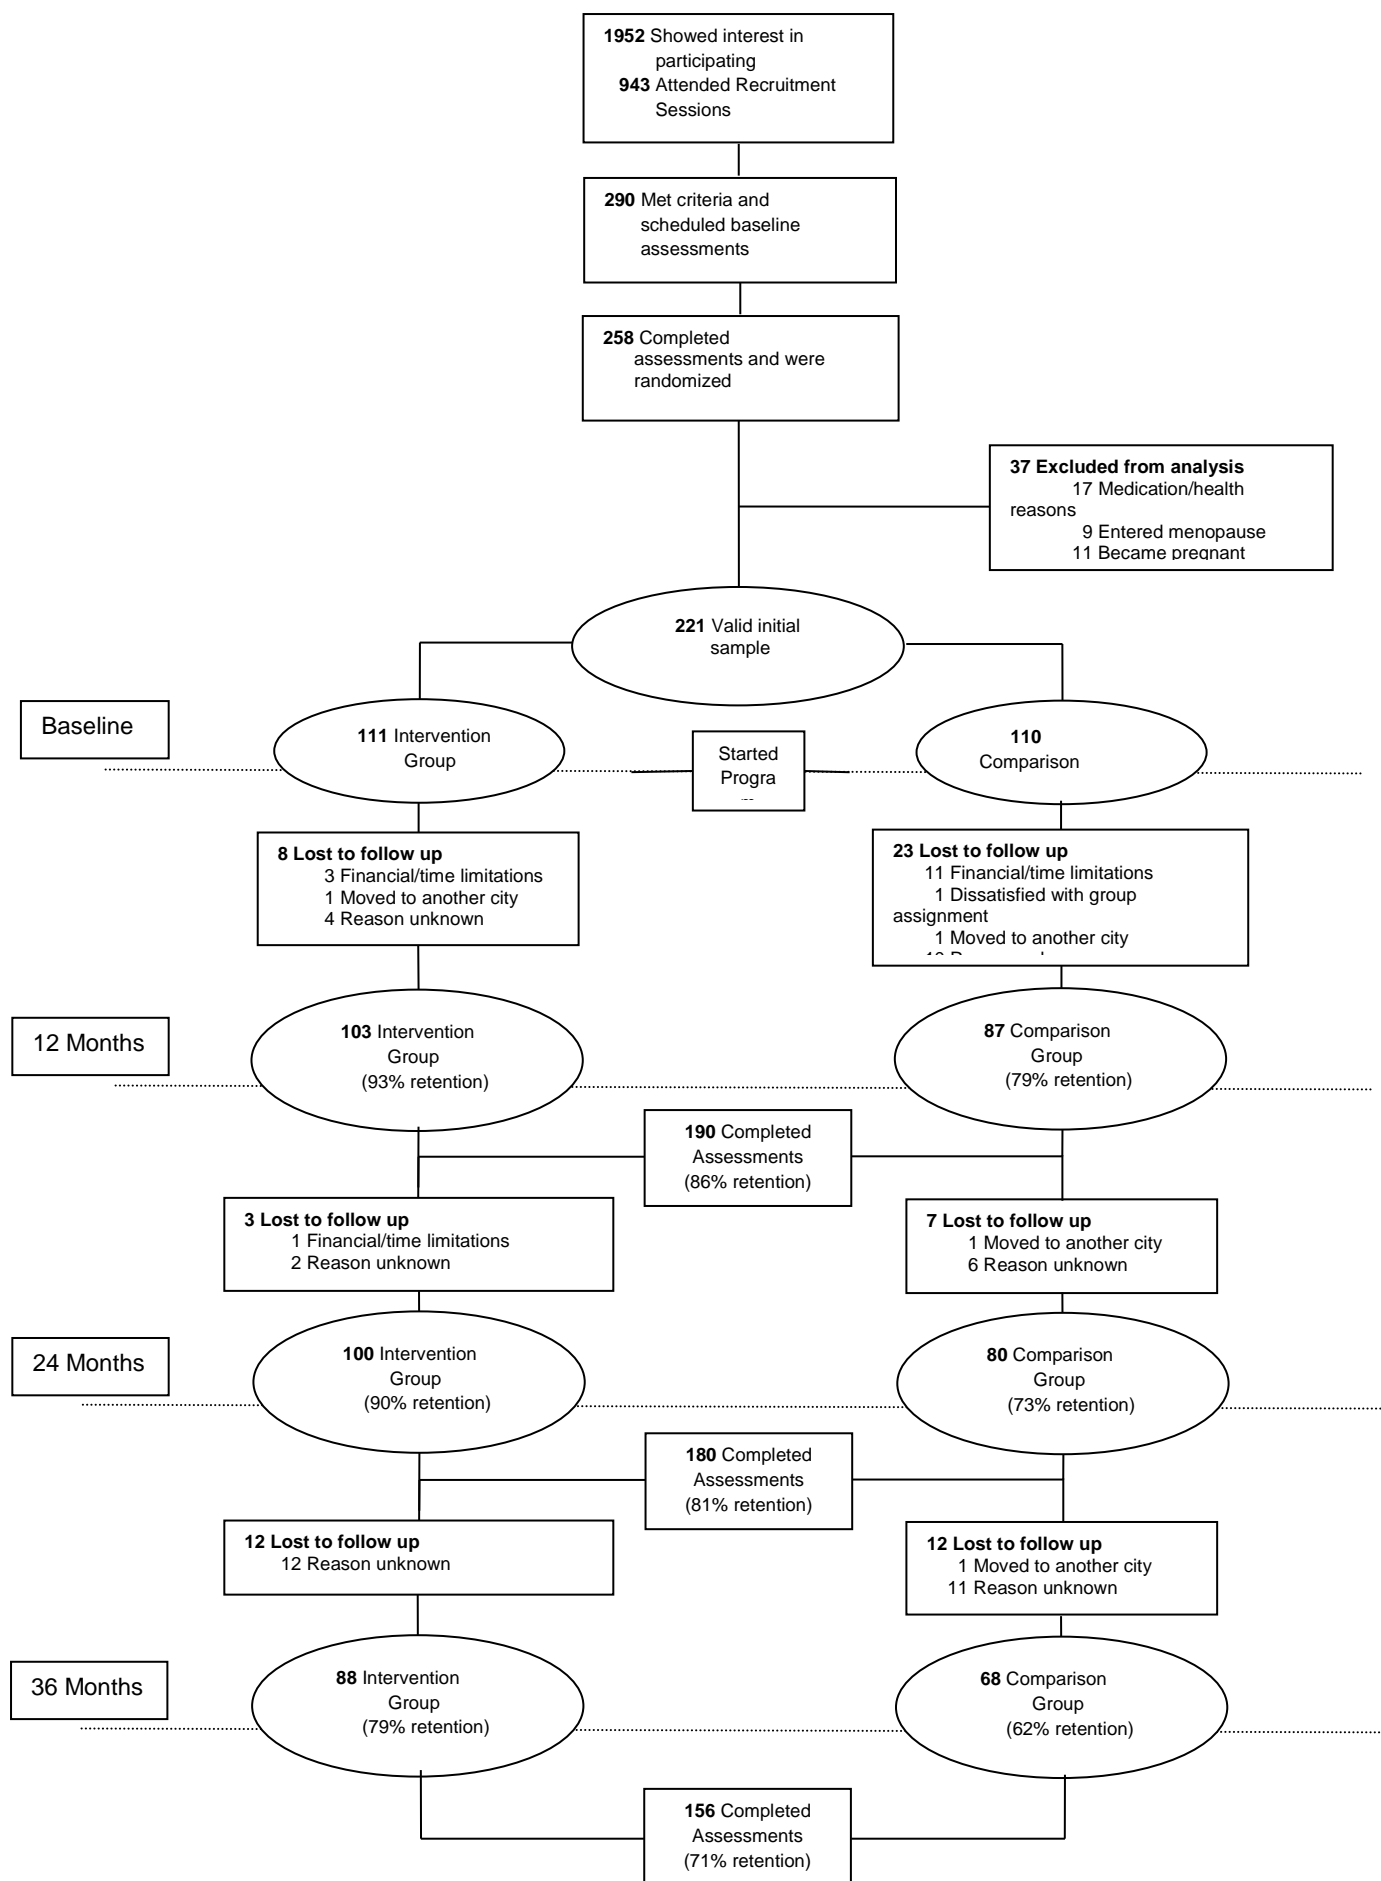 1952 Showed interest in
participating
943 Attended Recruitment
Sessions
290 Met criteria and
scheduled baseline
assessments
258 Completed
assessments and were
randomized
37 Excluded from analysis
17 Medication/health
reasons
9 Entered menopause
11 Became pregnant
221 Valid initial
sample
Baseline
111 Intervention
Group
Started
Progra
110
Comparison
8 Lost to follow up
3 Financial/time limitations
1 Moved to another city
4 Reason unknown
23 Lost to follow up
11 Financial/time limitations
1 Dissatisfied with group
assignment
1 Moved to another city
12 Months
103 Intervention
Group
(93% retention)
87 Comparison
Group
(79% retention)
190 Completed
Assessments
(86% retention)
3 Lost to follow up
1 Financial/time limitations
2 Reason unknown
7 Lost to follow up
1 Moved to another city
6 Reason unknown
24 Months
100 Intervention
Group
(90% retention)
80 Comparison
Group
(73% retention)
180 Completed
Assessments
(81% retention)
12 Lost to follow up
12 Reason unknown
12 Lost to follow up
1 Moved to another city
11 Reason unknown
36 Months
88 Intervention
Group
(79% retention)
68 Comparison
Group
(62% retention)
156 Completed
Assessments
(71% retention)